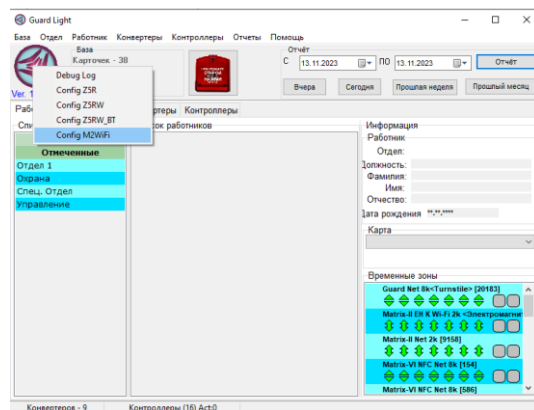 Guard Light
База Отдел Работник Конвертеры Контроллеры Отчеты Помощь
База
Карточек - 38
Отчёт
С 13.11.2023 ПО 13.11.2023 Отчёт
Вчера Сегодня Прошлая неделя Прошлый месяц
Ver. 1
Debug Log
Config Z5R
Config Z5RW
Config Z5RW_BT
Config M2WiFi
Рабо ртеры Контроллеры
Спи ок работников
Отмеченные
Отдел 1
Охрана
Спец. Отдел
Управление
Информация
Работник
Отдел:
Должность:
Фамилия:
Имя:
Отчество:
Дата рождения **.**.****
Карта
Временные зоны
Guard Net 8k<Turnstile> [20183]
Matrix-II EH K Wi-Fi 2k <Электромагнит
Matrix-II Net 2k [9158]
Matrix-VI NFC Net 8k [154]
Matrix-VI NFC Net 8k [586]
Конвертеров - 9 Контроллеры (16) Act:0